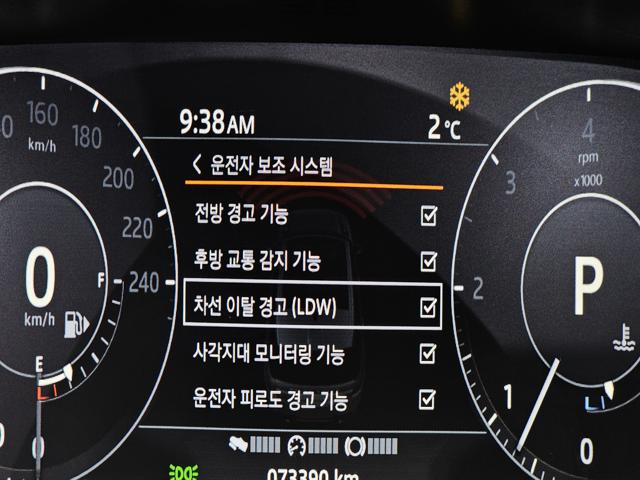 9:38AM
2°C
< 운전자 보조 시스템
전방 경고 기능
후방 교통 감지 기능
차선 이탈 경고 (LDW)
사각지대 모니터링 기능
운전자 피로도 경고 기능
073390 km
160
180
200
220
240
km/h
0
km/h
F
E
0
4
rpm
x1000
3
2
1
0
P